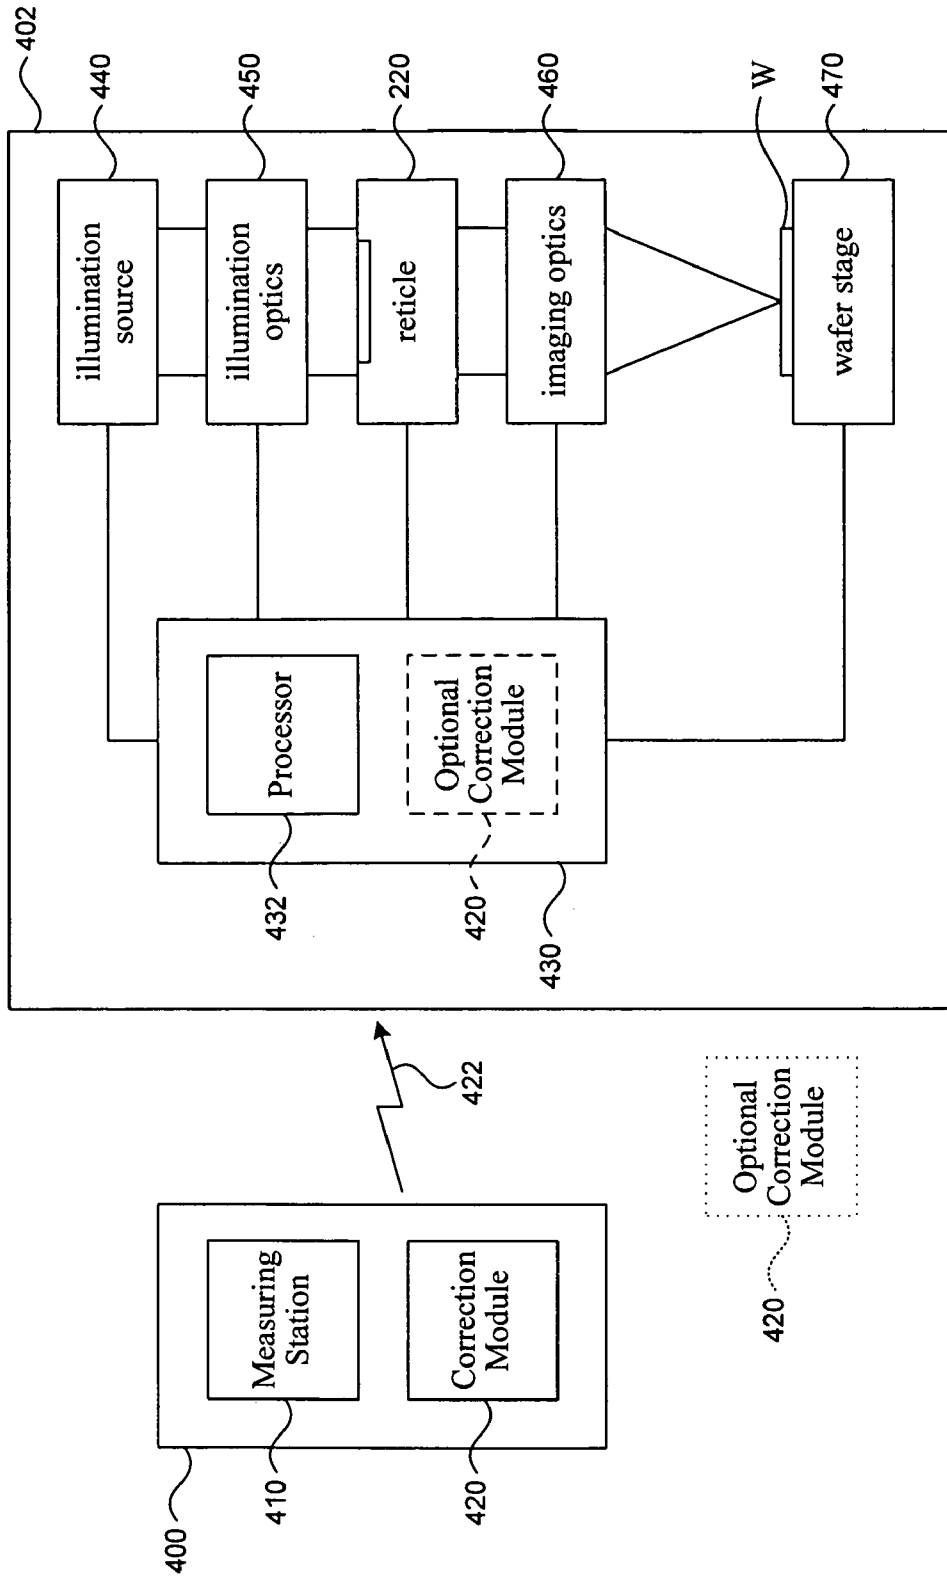 402
440
illumination
source
450
illumination
optics
220
reticle
460
imaging optics
W
470
wafer stage
Processor
432
Optional
Correction
Module
420
430
422
Measuring
Station
410
Correction
Module
420
400
Optional
Correction
Module
420